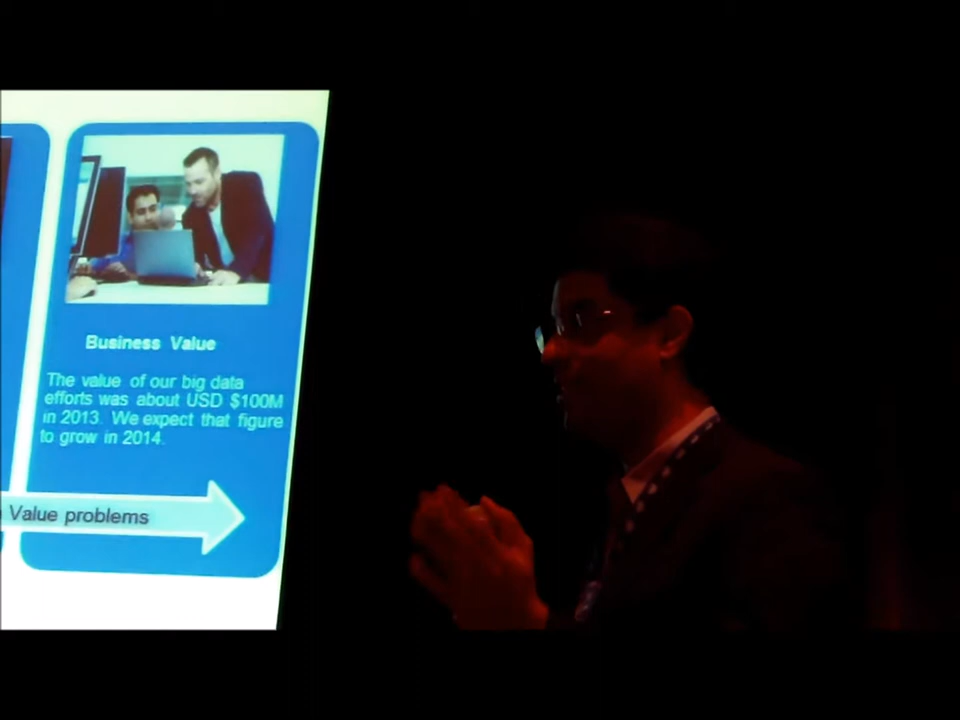 Business Value
The value of our big data
efforts was about USD $100M
in 2013. We expect that figure
to grow in 2014.
Value problems